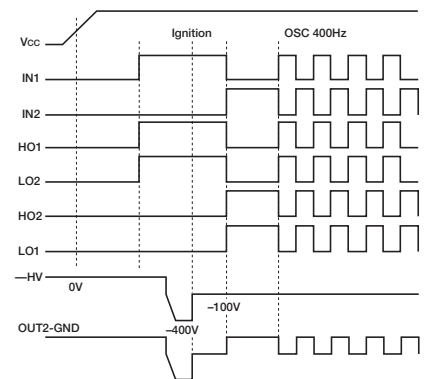 Ignition
OSC 400Hz
Vcc
IN1
IN2
HO1
LO2
HO2
LO1
—HV
0V
–100V
–400V
OUT2-GND